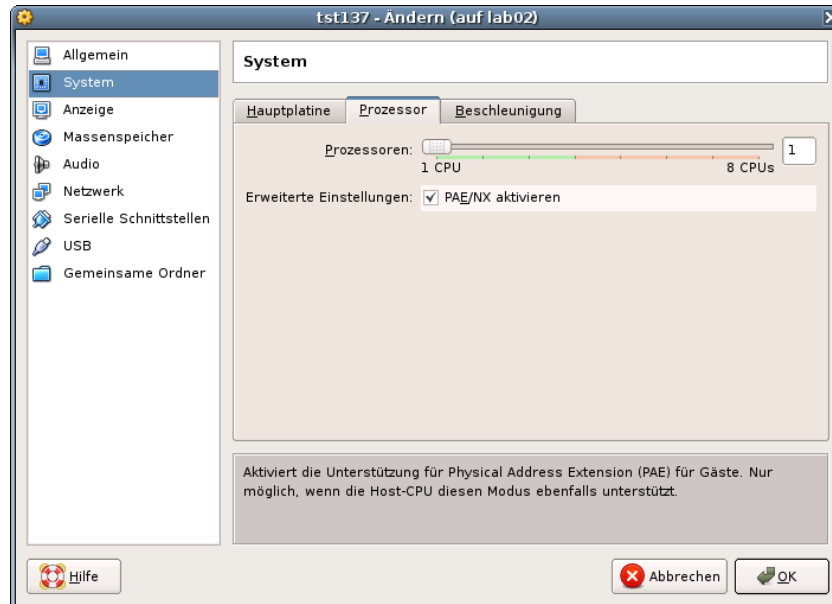 tst137 - Ändern (auf lab02)
Allgemein
System
Anzeige
Massenspeicher
Audio
Netzwerk
Serielle Schnittstellen
USB
Gemeinsame Ordner
System
Hauptplatine Prozessor Beschleunigung
Prozessoren: 1
1 CPU 8 CPUs
Erweiterte Einstellungen: PAE/NX aktivieren
Aktiviert die Unterstützung für Physical Address Extension (PAE) für Gäste. Nur
möglich, wenn die Host-CPU diesen Modus ebenfalls unterstützt.
Hilfe Abbrechen OK